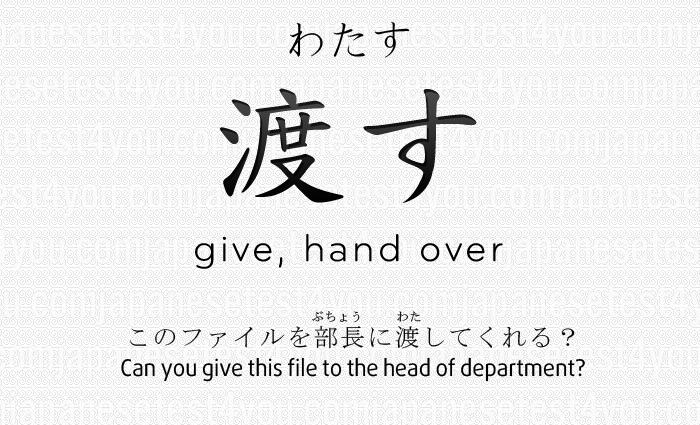 わたす
渡す
give, hand over
ぶちょう わた
このファイルを部長に渡してくれる？
Can you give this file to the head of department?